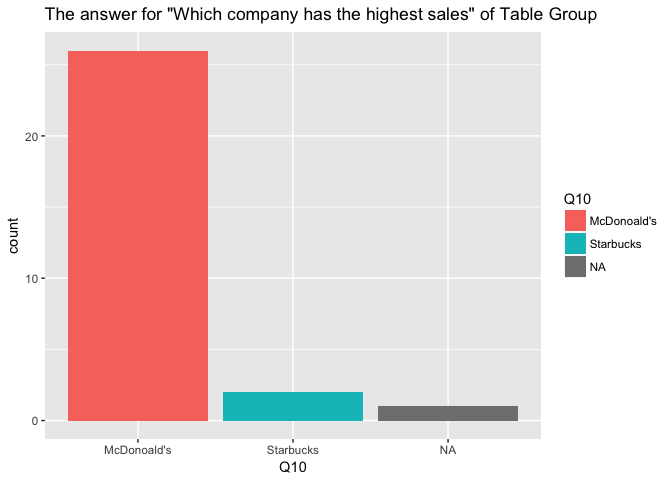 The answer for "Which company has the highest sales" of Table Group
20
10
0
count
McDonoald's
Starbucks
NA
Q10
Q10
McDonoald's
Starbucks
NA